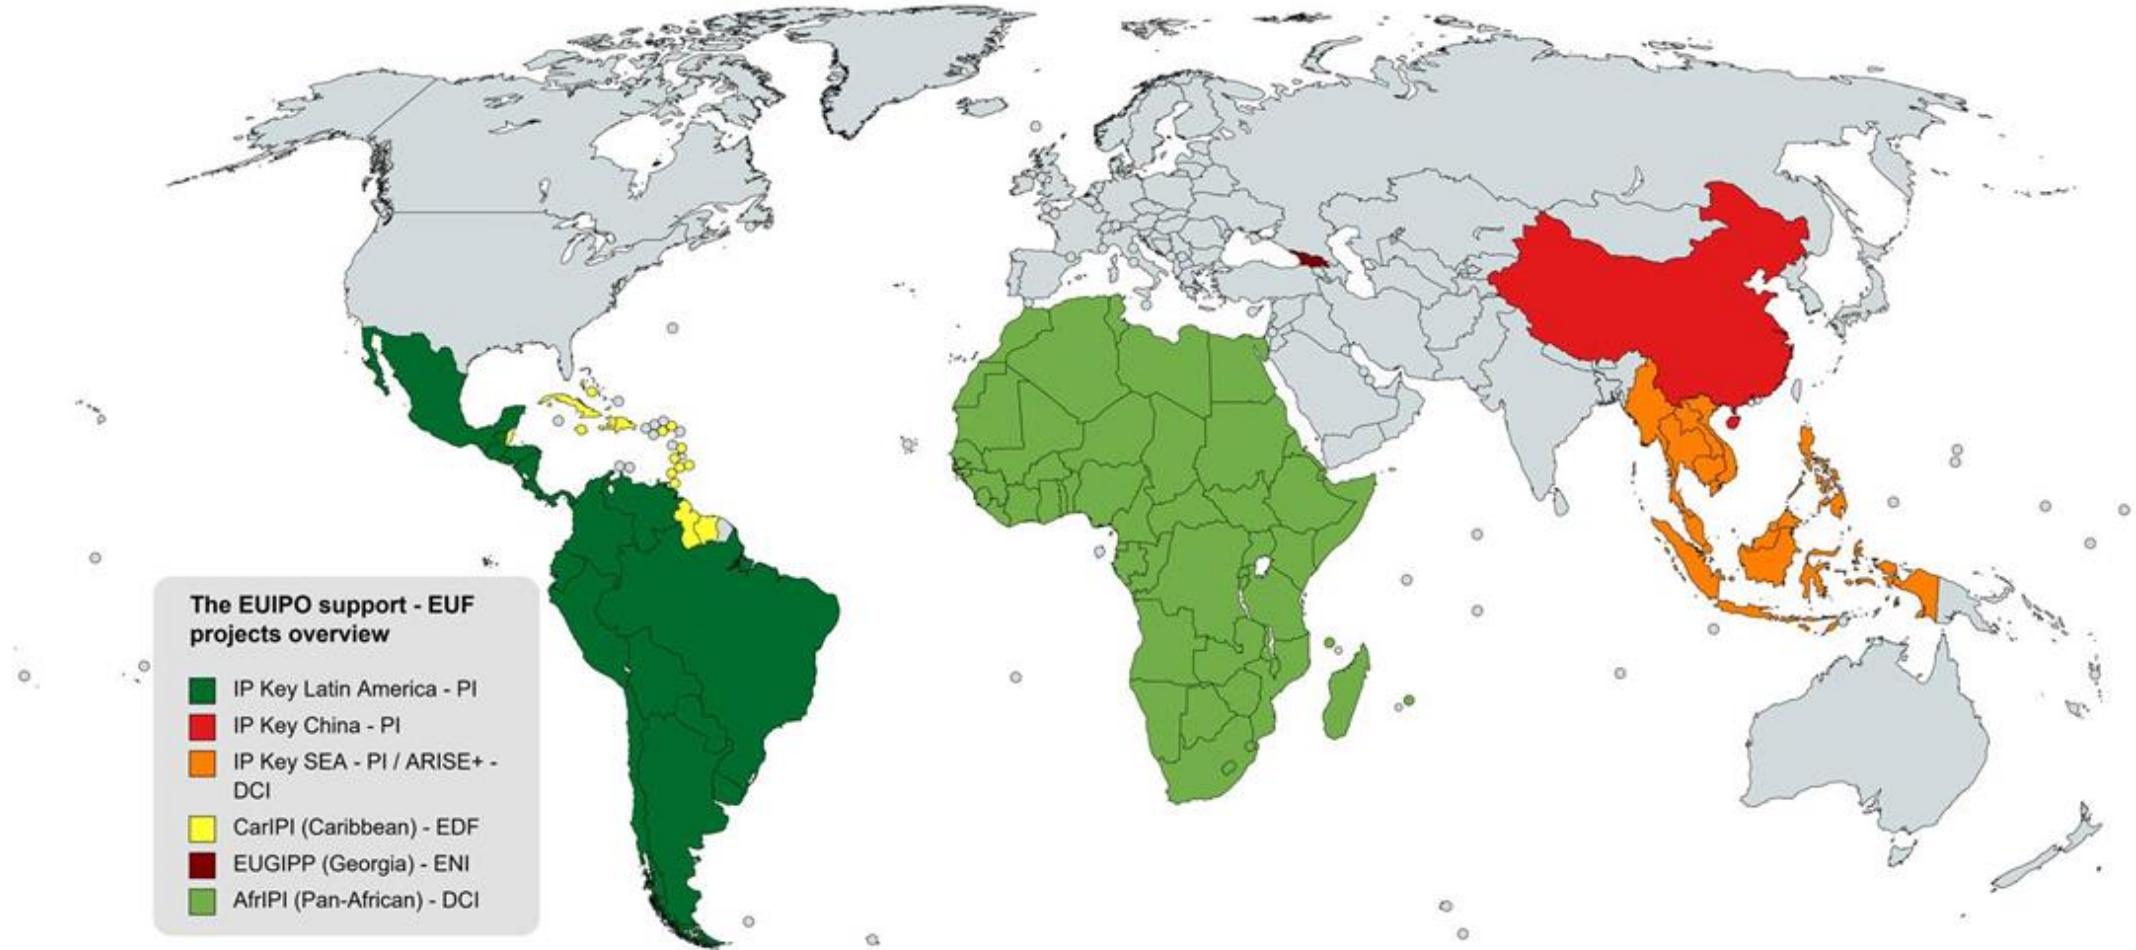 The EUIPO support - EUF
projects overview
IP Key Latin America - PI
IP Key China - PI
IP Key SEA - PI / ARISE+ -
DCI
CarIPI (Caribbean) - EDF
EUGIPP (Georgia) - ENI
AfrIPI (Pan-African) - DCI